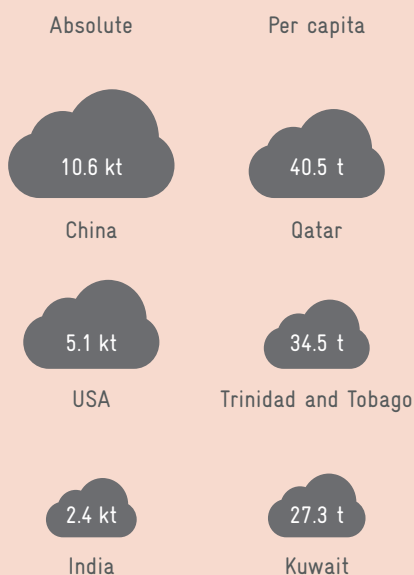 Absolute Per capita
10.6 kt 40.5 t
China Qatar
5.1 kt 34.5 t
USA Trinidad and Tobago
2.4 kt 27.3 t
India Kuwait